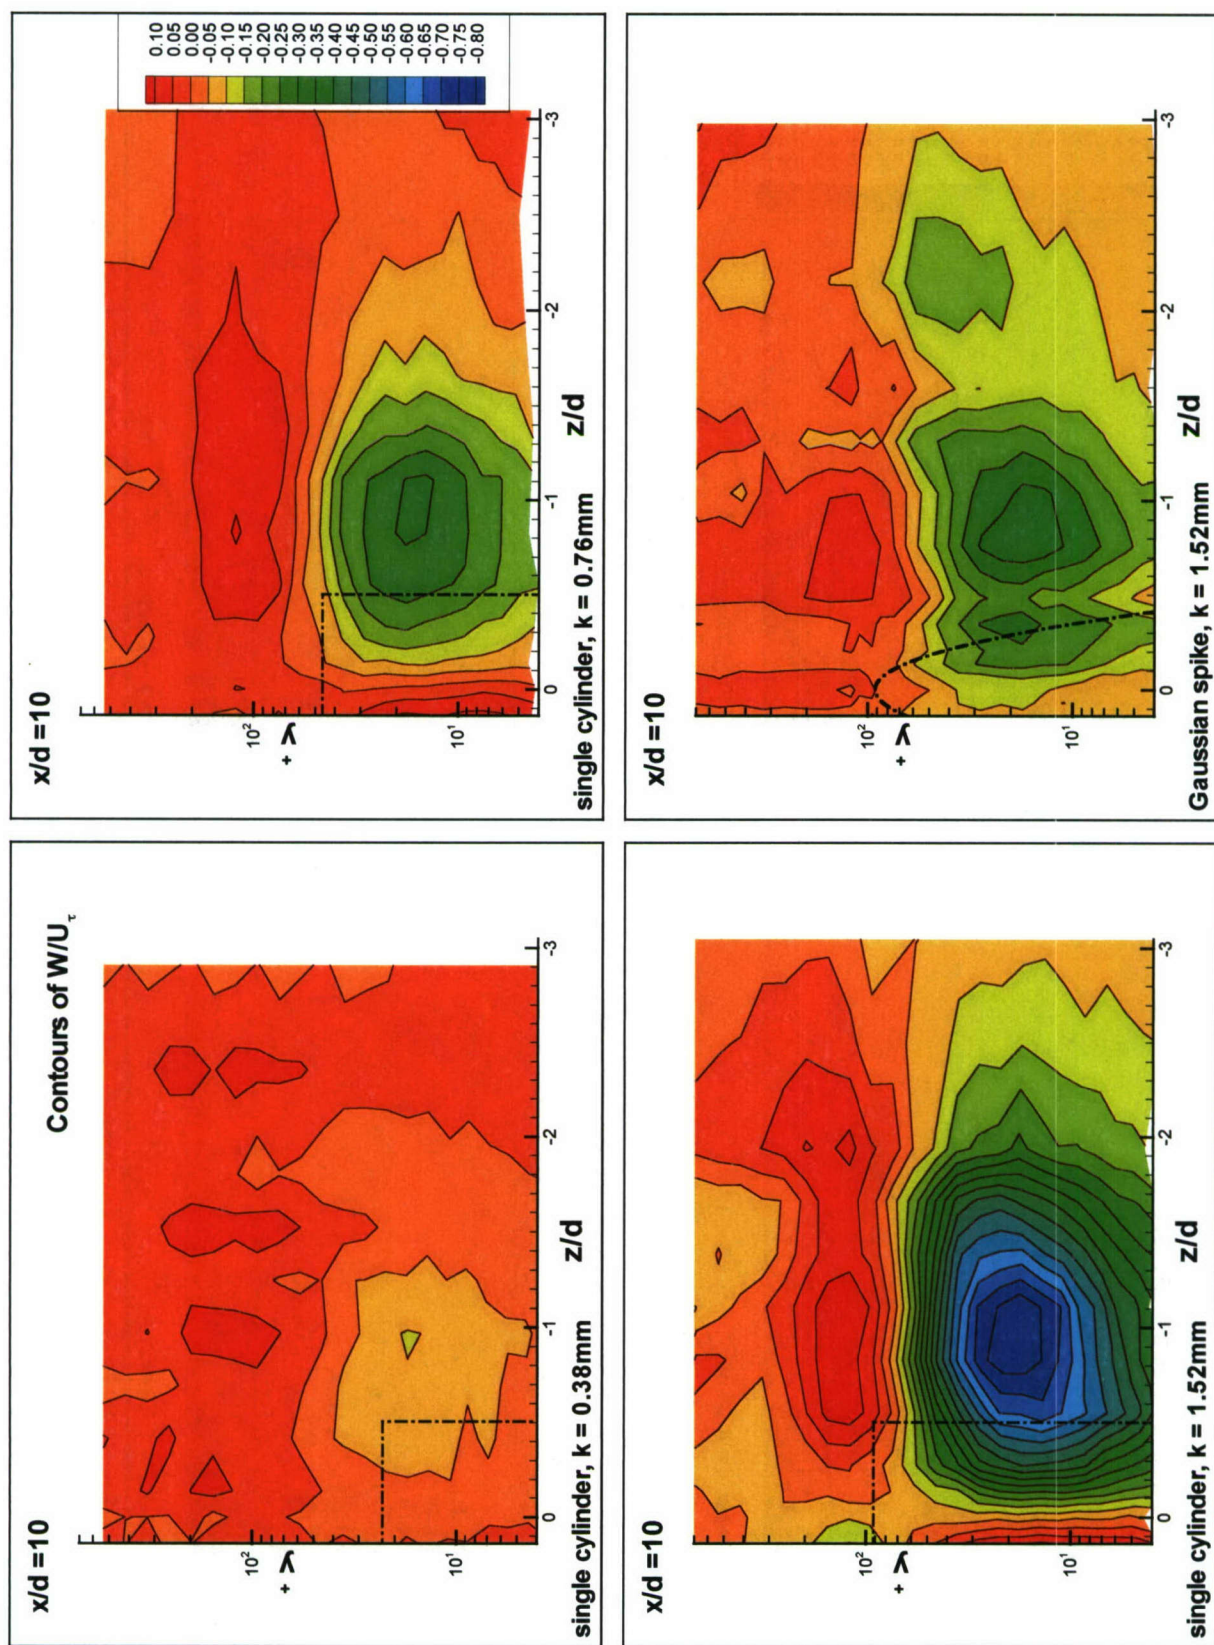 x/d =10
Contours of W/Uτ
10²
y⁺
10¹
0
-1
-2
-3
z/d
single cylinder, k = 0.38mm
x/d =10
0.10
0.05
0.00
-0.05
-0.10
-0.15
-0.20
-0.25
-0.30
-0.35
-0.40
-0.45
-0.50
-0.55
-0.60
-0.65
-0.70
-0.75
-0.80
10²
y⁺
10¹
0
-1
-2
-3
z/d
single cylinder, k = 0.76mm
x/d =10
10²
y⁺
10¹
0
-1
-2
-3
z/d
single cylinder, k = 1.52mm
x/d =10
10²
y⁺
10¹
0
-1
-2
-3
z/d
Gaussian spike, k = 1.52mm